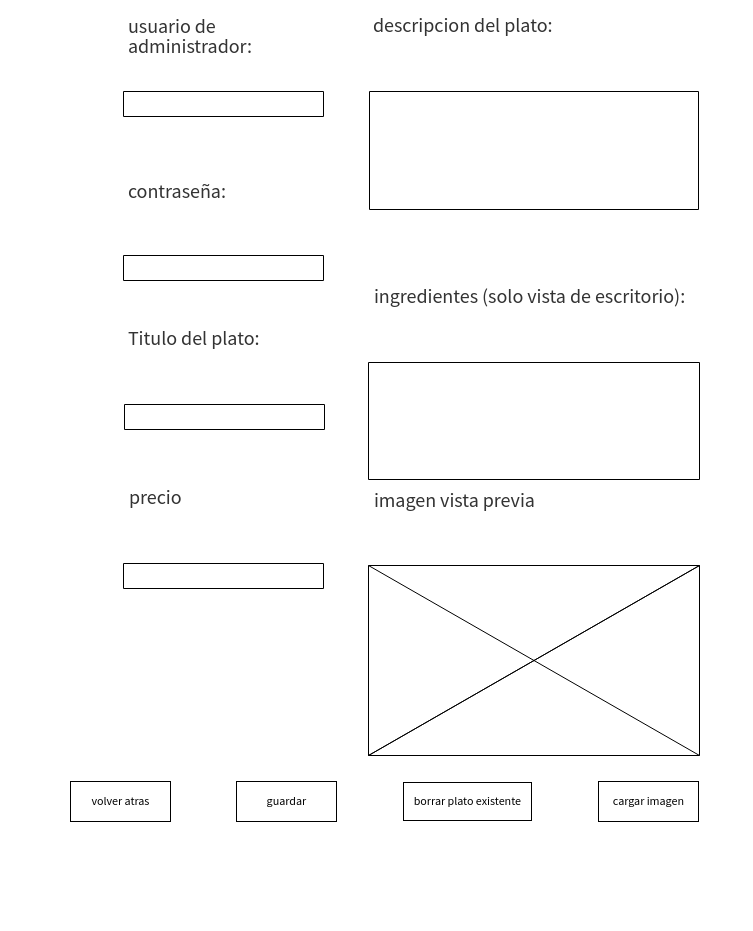 usuario de
administrador:
contraseña:
Titulo del plato:
precio
descripcion del plato:
ingredientes (solo vista de escritorio):
imagen vista previa
volver atras
guardar
borrar plato existente
cargar imagen